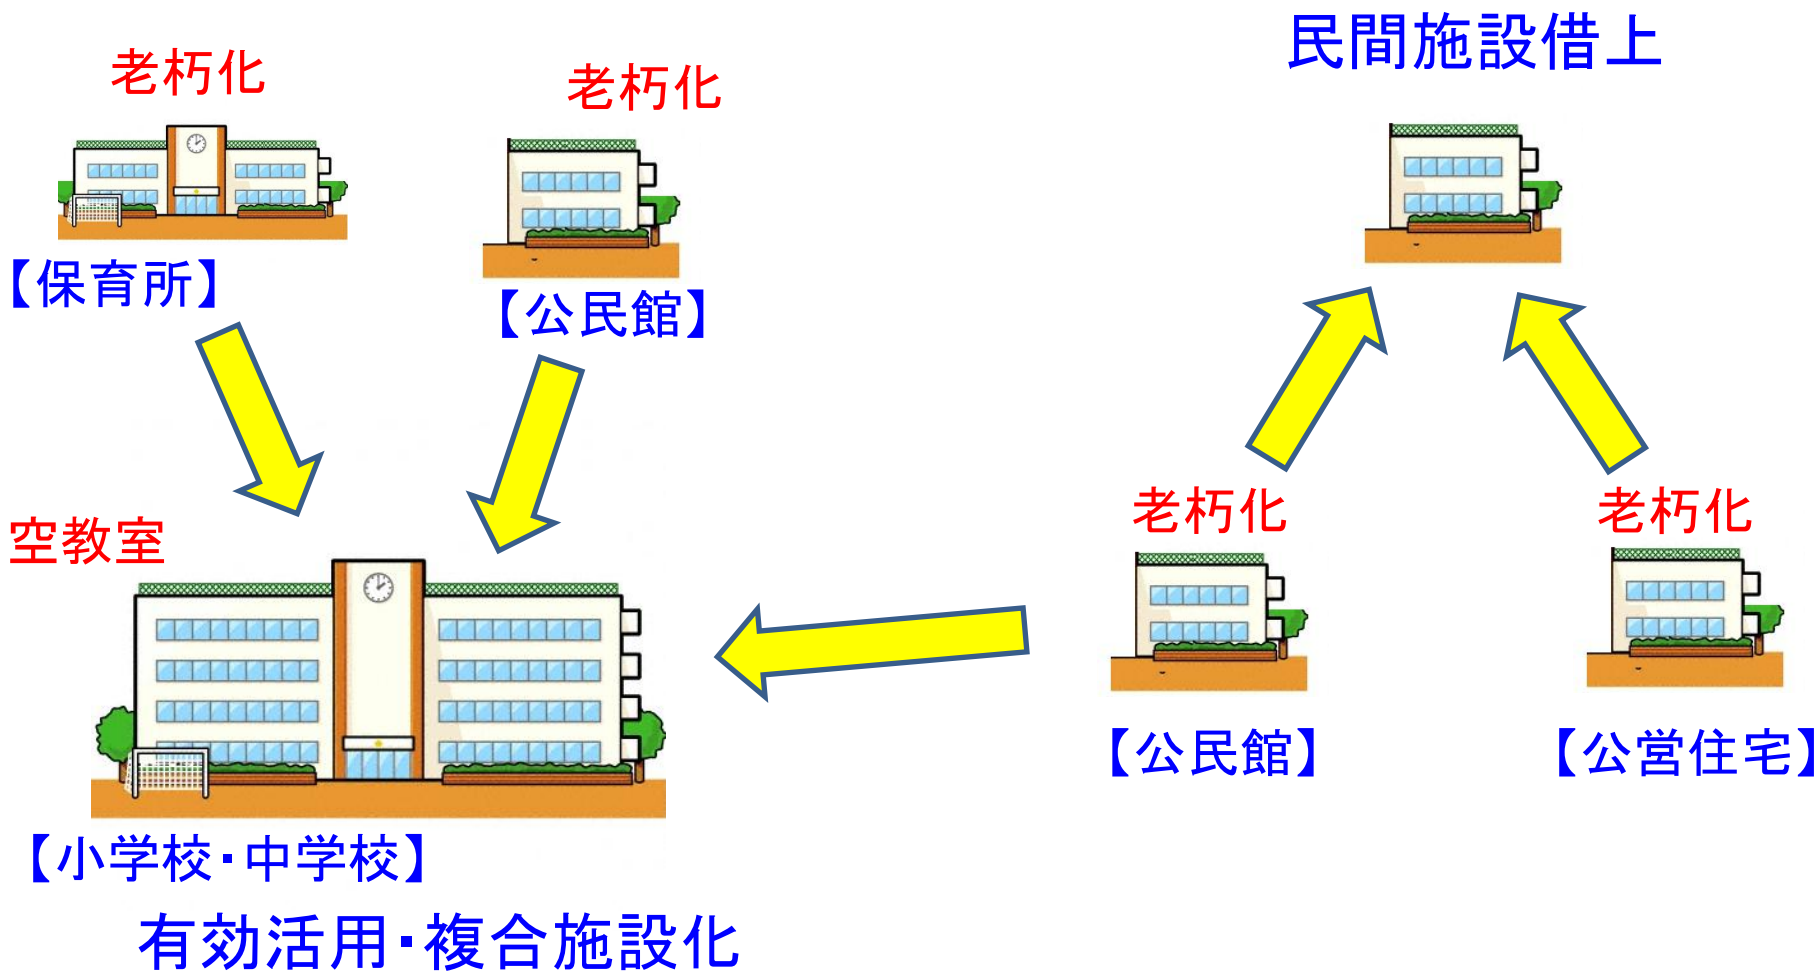 民間施設借上
老朽化
老朽化
【保育所】
【公民館】
空教室
老朽化
老朽化
【公民館】
【公営住宅】
【小学校・中学校】
有効活用・複合施設化